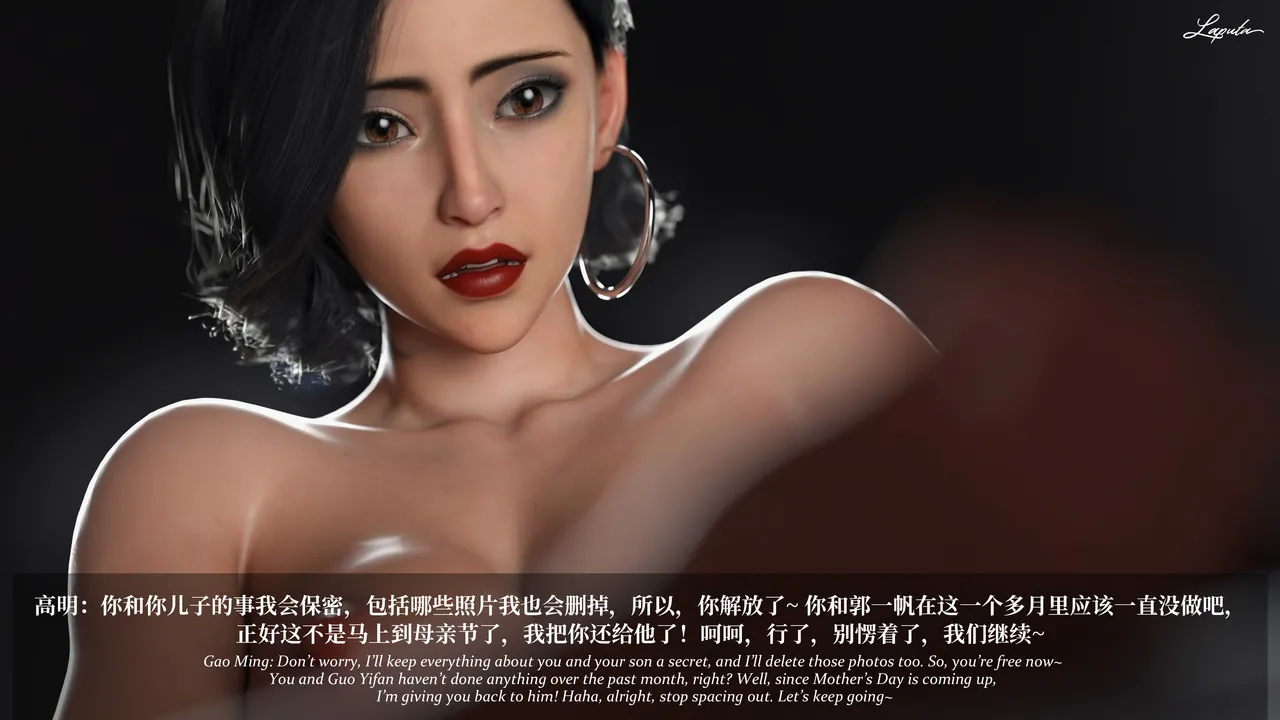 Laputa
高明：你和你儿子的事我会保密，包括哪些照片我也会删掉，所以，你解放了~ 你和郭一帆在这一个多月里应该一直没做吧，
正好这不是马上到母亲节了，我把你还给他了！呵呵，行了，别愣着了，我们继续~
Gao Ming: Don't worry, I'll keep everything about you and your son a secret, and I'll delete those photos too. So, you're free now~
You and Guo Yifan haven't done anything over the past month, right? Well, since Mother's Day is coming up,
I'm giving you back to him! Haha, alright, stop spacing out. Let's keep going~